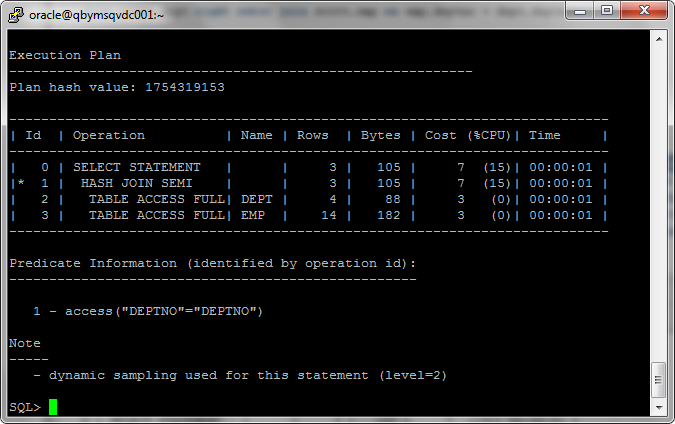 oracle@qbymsqvdc001:~
Execution Plan
----------------------------------------------------------
Plan hash value: 1754319153
---------------------------------------------------------------------------
| Id  | Operation          | Name | Rows  | Bytes | Cost (%CPU)| Time     |
---------------------------------------------------------------------------
|   0 | SELECT STATEMENT   |      |     3 |   105 |     7  (15)| 00:00:01 |
|*  1 |  HASH JOIN SEMI    |      |     3 |   105 |     7  (15)| 00:00:01 |
|   2 |   TABLE ACCESS FULL| DEPT |     4 |    88 |     3   (0)| 00:00:01 |
|   3 |   TABLE ACCESS FULL| EMP  |    14 |   182 |     3   (0)| 00:00:01 |
---------------------------------------------------------------------------
Predicate Information (identified by operation id):
---------------------------------------------------
   1 - access("DEPTNO"="DEPTNO")
Note
-----
   - dynamic sampling used for this statement (level=2)
SQL>